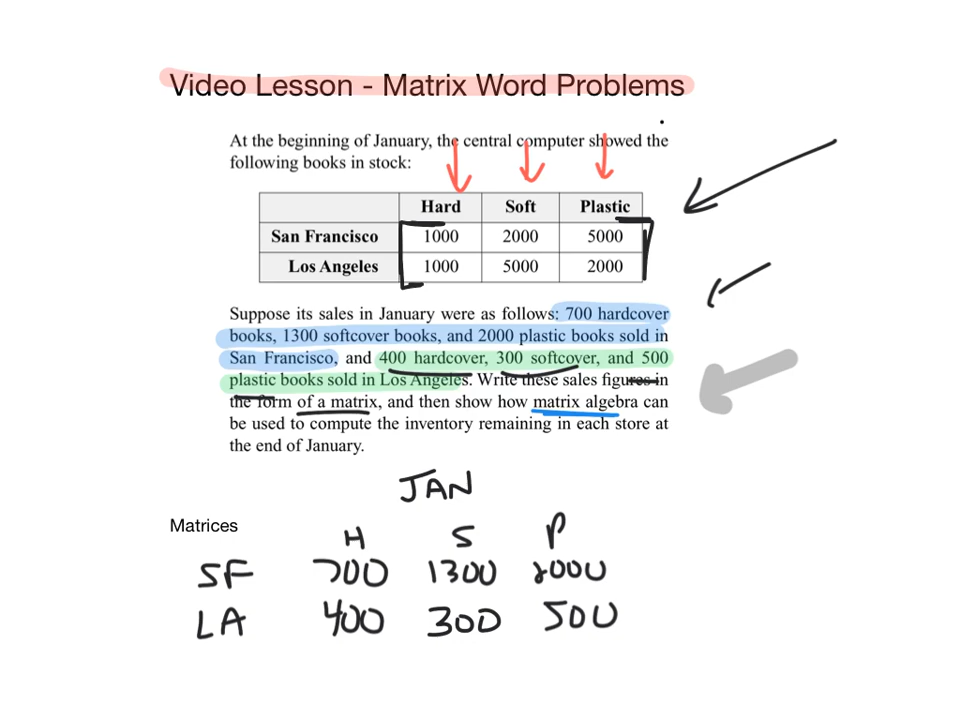 Video Lesson - Matrix Word Problems
At the beginning of January, the central computer showed the
following books in stock:
Hard Soft Plastic
San Francisco 1000 2000 5000
Los Angeles 1000 5000 2000
Suppose its sales in January were as follows: 700 hardcover
books, 1300 softcover books, and 2000 plastic books sold in
San Francisco, and 400 hardcover, 300 softcover, and 500
plastic books sold in Los Angeles. Write these sales figures in
the form of a matrix, and then show how matrix algebra can
be used to compute the inventory remaining in each store at
the end of January.
JAN
Matrices
H S P
SF 700 1300 2000
LA 400 300 500